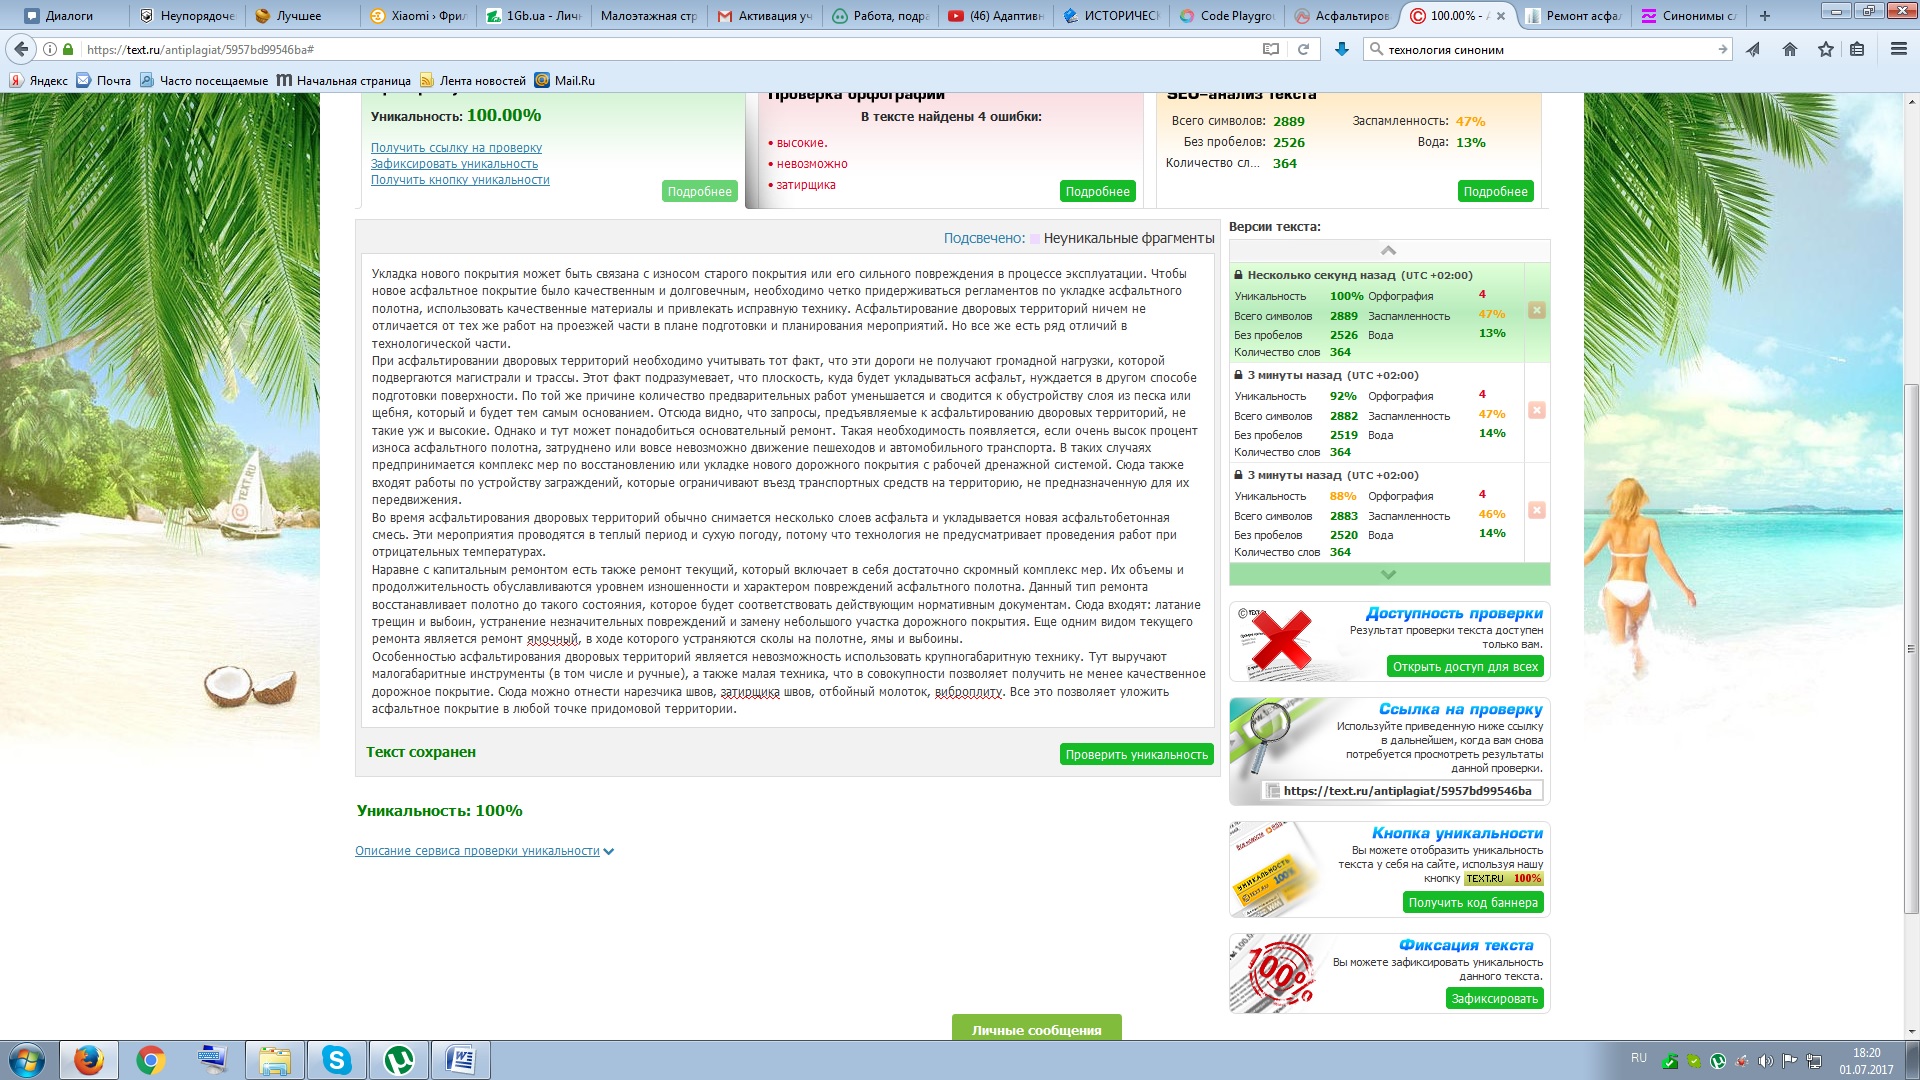 Диалоги
Неупорядоче
Лучшее
Xiaomi › Фрил
1Gb.ua - Личн
Малоэтажная стр
Активация уч
Работа, подра
(46) Адаптивн
ИСТОРИЧЕСК
Code Playgrou
Асфальтиров
100.00% - А
Ремонт асфал
Синонимы сл
https://text.ru/antiplagiat/5957bd99546ba#
технология синоним
Яндекс
Почта
Часто посещаемые
Начальная страница
Лента новостей
Mail.Ru
Проверка орфографии
SEO-анализ текста
Уникальность: 100.00%
Получить ссылку на проверку
Зафиксировать уникальность
Получить кнопку уникальности
Подробнее
В тексте найдены 4 ошибки:
• высокие.
• невозможно
• затирщика
Подробнее
Всего символов: 2889
Заспамленность: 47%
Без пробелов: 2526
Вода: 13%
Количество сл... 364
Подробнее
Подсвечено: Неуникальные фрагменты
Укладка нового покрытия может быть связана с износом старого покрытия или его сильного повреждения в процессе эксплуатации. Чтобы
новое асфальтное покрытие было качественным и долговечным, необходимо четко придерживаться регламентов по укладке асфальтного
полотна, использовать качественные материалы и привлекать исправную технику. Асфальтирование дворовых территорий ничем не
отличается от тех же работ на проезжей части в плане подготовки и планирования мероприятий. Но все же есть ряд отличий в
технологической части.
При асфальтировании дворовых территорий необходимо учитывать тот факт, что эти дороги не получают громадной нагрузки, которой
подвергаются магистрали и трассы. Этот факт подразумевает, что плоскость, куда будет укладываться асфальт, нуждается в другом способе
подготовки поверхности. По той же причине количество предварительных работ уменьшается и сводится к обустройству слоя из песка или
щебня, который и будет тем самым основанием. Отсюда видно, что запросы, предъявляемые к асфальтированию дворовых территорий, не
такие уж и высокие. Однако и тут может понадобиться основательный ремонт. Такая необходимость появляется, если очень высок процент
износа асфальтного полотна, затруднено или вовсе невозможно движение пешеходов и автомобильного транспорта. В таких случаях
предпринимается комплекс мер по восстановлению или укладке нового дорожного покрытия с рабочей дренажной системой. Сюда также
входят работы по устройству заграждений, которые ограничивают въезд транспортных средств на территорию, не предназначенную для их
передвижения.
Во время асфальтирования дворовых территорий обычно снимается несколько слоев асфальта и укладывается новая асфальтобетонная
смесь. Эти мероприятия проводятся в теплый период и сухую погоду, потому что технология не предусматривает проведения работ при
отрицательных температурах.
Наравне с капитальным ремонтом есть также ремонт текущий, который включает в себя достаточно скромный комплекс мер. Их объемы и
продолжительность обуславливаются уровнем изношенности и характером повреждений асфальтного полотна. Данный тип ремонта
восстанавливает полотно до такого состояния, которое будет соответствовать действующим нормативным документам. Сюда входят: латание
трещин и выбоин, устранение незначительных повреждений и замену небольшого участка дорожного покрытия. Еще одним видом текущего
ремонта является ремонт ямочный, в ходе которого устраняются сколы на полотне, ямы и выбоины.
Особенностью асфальтирования дворовых территорий является невозможность использовать крупногабаритную технику. Тут выручают
малогабаритные инструменты (в том числе и ручные), а также малая техника, что в совокупности позволяет получить не менее качественное
дорожное покрытие. Сюда можно отнести нарезчика швов, затирщика швов, отбойный молоток, виброплиту. Все это позволяет уложить
асфальтное покрытие в любой точке придомовой территории.
Текст сохранен
Проверить уникальность
Уникальность: 100%
Описание сервиса проверки уникальности
Версии текста:
Несколько секунд назад (UTC +02:00)
Уникальность 100% Орфография 4
Всего символов 2889 Заспамленность 47%
Без пробелов 2526 Вода 13%
Количество слов 364
3 минуты назад (UTC +02:00)
Уникальность 92% Орфография 4
Всего символов 2882 Заспамленность 47%
Без пробелов 2519 Вода 14%
Количество слов 364
3 минуты назад (UTC +02:00)
Уникальность 88% Орфография 4
Всего символов 2883 Заспамленность 46%
Без пробелов 2520 Вода 14%
Количество слов 364
Доступность проверки
Результат проверки текста доступен
только вам.
Открыть доступ для всех
Ссылка на проверку
Используйте приведенную ниже ссылку
в дальнейшем, когда вам снова
потребуется просмотреть результаты
данной проверки.
https://text.ru/antiplagiat/5957bd99546ba
Кнопка уникальности
Вы можете отобразить уникальность
текста у себя на сайте, используя нашу
кнопку TEXT.RU 100%
Получить код баннера
УНИКАЛЬНОСТЬ
100%
Фиксация текста
Вы можете зафиксировать уникальность
данного текста.
Зафиксировать
100%
© TEXT.RU
Личные сообщения
RU
18:20
01.07.2017